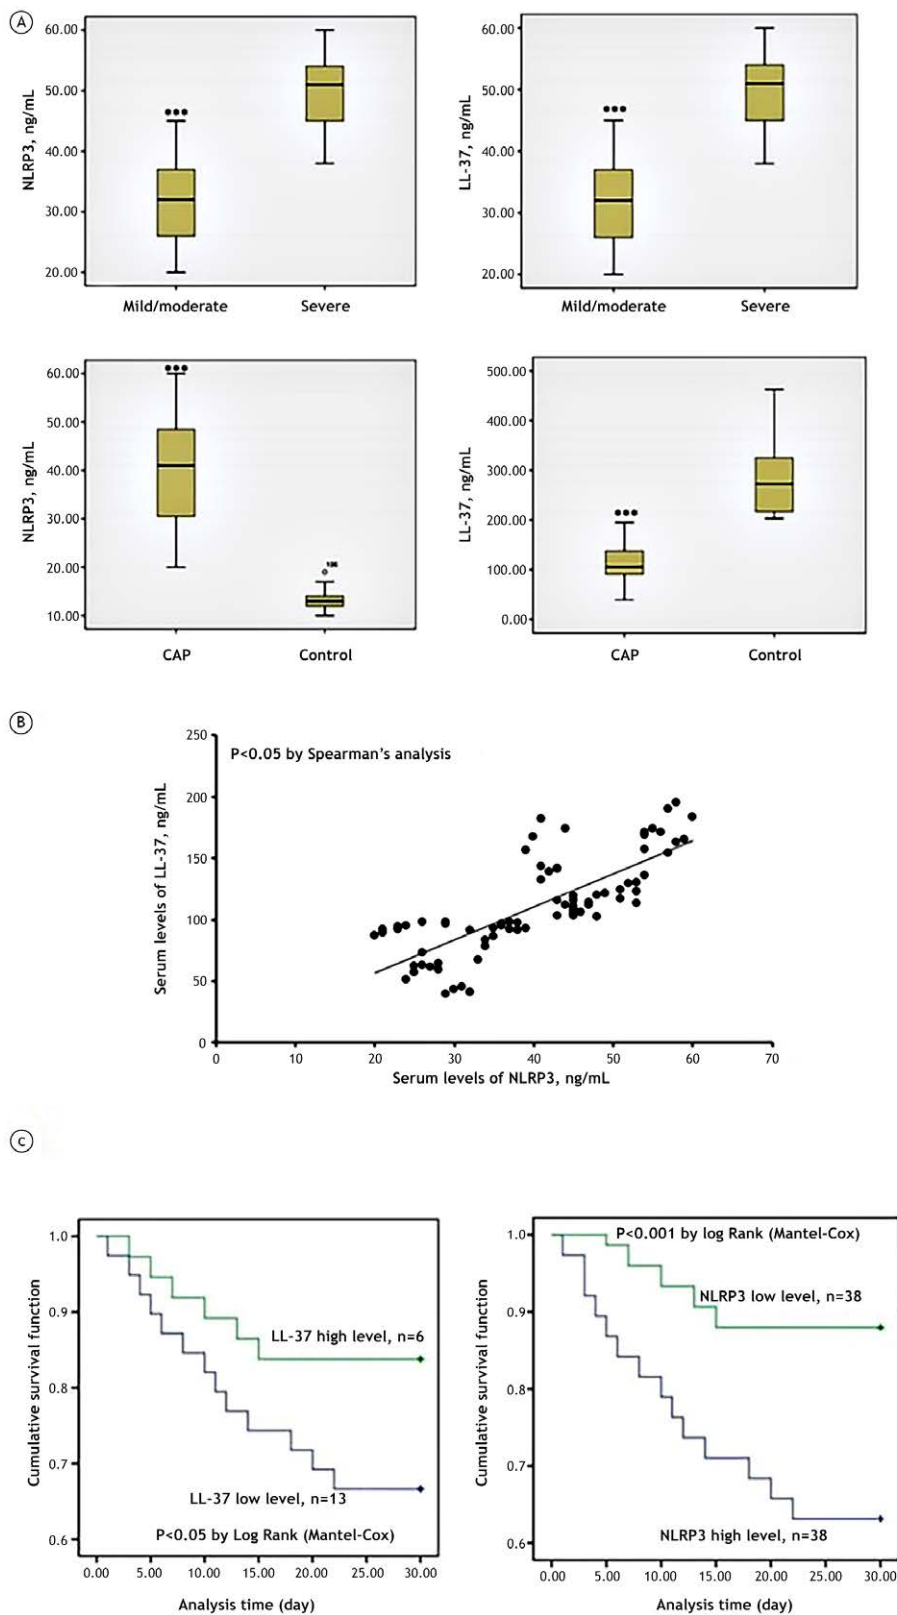 A
NLRP3, ng/mL
60.00
50.00
40.00
30.00
20.00
Mild/moderate
Severe
LL-37, ng/mL
60.00
50.00
40.00
30.00
20.00
Mild/moderate
Severe
NLRP3, ng/mL
60.00
50.00
40.00
30.00
20.00
10.00
CAP
Control
LL-37, ng/mL
500.00
400.00
300.00
200.00
100.00
0.00
CAP
Control
B
P<0.05 by Spearman's analysis
Serum levels of LL-37, ng/mL
250
200
150
100
50
0
0 10 20 30 40 50 60 70
Serum levels of NLRP3, ng/mL
C
Cumulative survival function
1.0
0.9
0.8
0.7
0.6
LL-37 high level, n=6
LL-37 low level, n=13
P<0.05 by Log Rank (Mantel-Cox)
0.00 5.00 10.00 15.00 20.00 25.00 30.00
Analysis time (day)
Cumulative survival function
1.0
0.9
0.8
0.7
0.6
P<0.001 by log Rank (Mantel-Cox)
NLRP3 low level, n=38
NLRP3 high level, n=38
0.00 5.00 10.00 15.00 20.00 25.00 30.00
Analysis time (day)